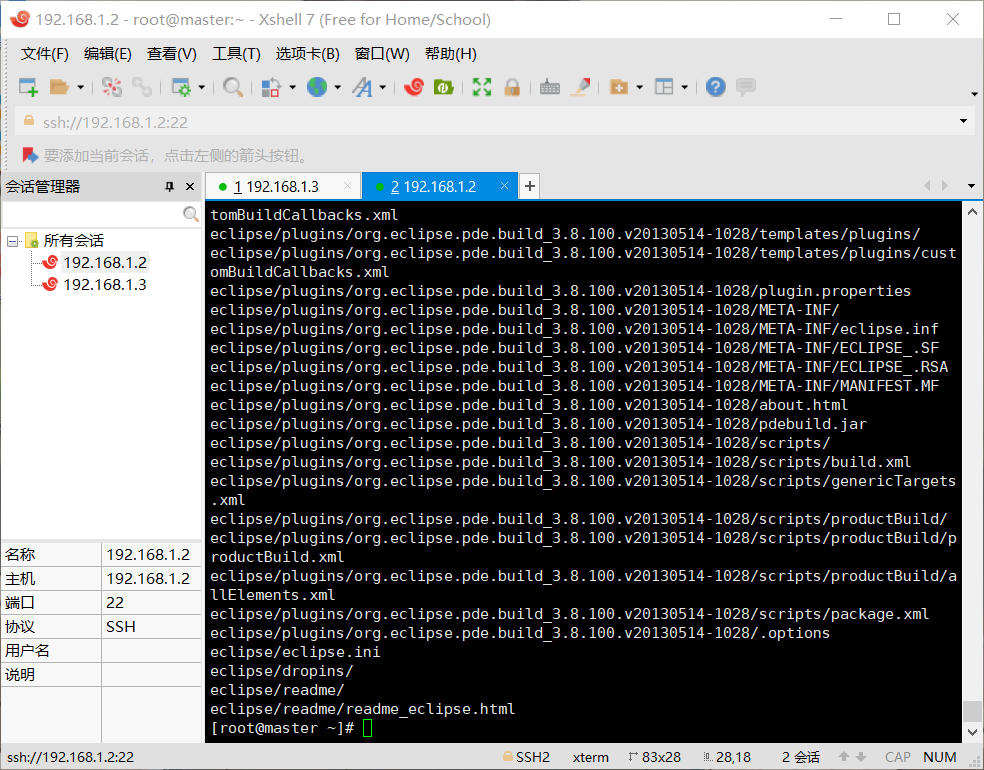 192.168.1.2 - root@master:~ - Xshell 7 (Free for Home/School)
文件(F) 编辑(E) 查看(V) 工具(T) 选项卡(B) 窗口(W) 帮助(H)
ssh://192.168.1.2:22
要添加当前会话，点击左侧的箭头按钮。
会话管理器
1 192.168.1.3
2 192.168.1.2
所有会话
192.168.1.2
192.168.1.3
名称 192.168.1.2
主机 192.168.1.2
端口 22
协议 SSH
用户名
说明
tomBuildCallbacks.xml
eclipse/plugins/org.eclipse.pde.build_3.8.100.v20130514-1028/templates/plugins/
eclipse/plugins/org.eclipse.pde.build_3.8.100.v20130514-1028/templates/plugins/cust
omBuildCallbacks.xml
eclipse/plugins/org.eclipse.pde.build_3.8.100.v20130514-1028/plugin.properties
eclipse/plugins/org.eclipse.pde.build_3.8.100.v20130514-1028/META-INF/
eclipse/plugins/org.eclipse.pde.build_3.8.100.v20130514-1028/META-INF/eclipse.inf
eclipse/plugins/org.eclipse.pde.build_3.8.100.v20130514-1028/META-INF/ECLIPSE_.SF
eclipse/plugins/org.eclipse.pde.build_3.8.100.v20130514-1028/META-INF/ECLIPSE_.RSA
eclipse/plugins/org.eclipse.pde.build_3.8.100.v20130514-1028/META-INF/MANIFEST.MF
eclipse/plugins/org.eclipse.pde.build_3.8.100.v20130514-1028/about.html
eclipse/plugins/org.eclipse.pde.build_3.8.100.v20130514-1028/pdebuild.jar
eclipse/plugins/org.eclipse.pde.build_3.8.100.v20130514-1028/scripts/
eclipse/plugins/org.eclipse.pde.build_3.8.100.v20130514-1028/scripts/build.xml
eclipse/plugins/org.eclipse.pde.build_3.8.100.v20130514-1028/scripts/genericTargets
.xml
eclipse/plugins/org.eclipse.pde.build_3.8.100.v20130514-1028/scripts/productBuild/
eclipse/plugins/org.eclipse.pde.build_3.8.100.v20130514-1028/scripts/productBuild/p
roductBuild.xml
eclipse/plugins/org.eclipse.pde.build_3.8.100.v20130514-1028/scripts/productBuild/a
llElements.xml
eclipse/plugins/org.eclipse.pde.build_3.8.100.v20130514-1028/scripts/package.xml
eclipse/plugins/org.eclipse.pde.build_3.8.100.v20130514-1028/.options
eclipse/eclipse.ini
eclipse/dropins/
eclipse/readme/
eclipse/readme/readme_eclipse.html
[root@master ~]#
ssh://192.168.1.2:22 SSH2 xterm 83x28 28,18 2 会话 CAP NUM